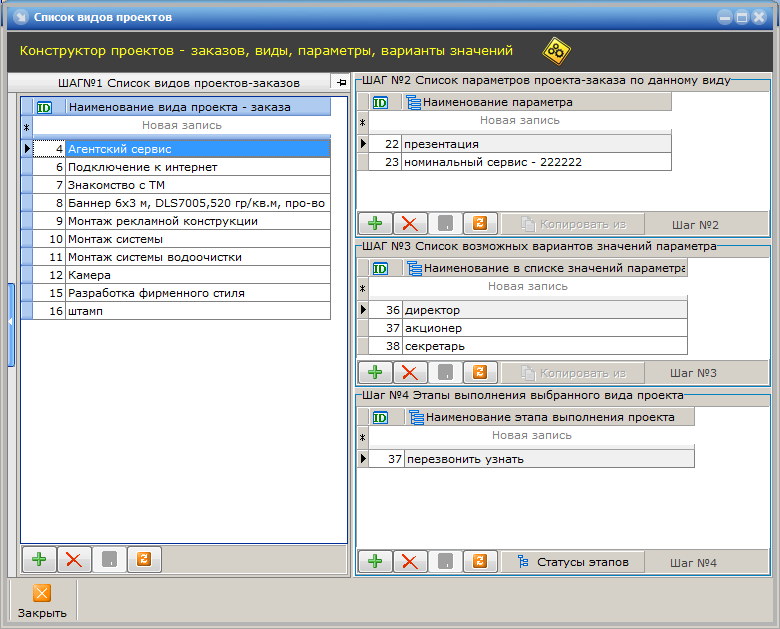 Список видов проектов
Конструктор проектов - заказов, виды, параметры, варианты значений
ШАГ№1 Список видов проектов-заказов
ID Наименование вида проекта - заказа
* Новая запись
4 Агентский сервис
6 Подключение к интернет
7 Знакомство с ТМ
8 Баннер 6х3 м, DLS7005,520 гр/кв.м, про-во
9 Монтаж рекламной конструкции
10 Монтаж системы
11 Монтаж системы водоочистки
12 Камера
15 Разработка фирменного стиля
16 штамп
ШАГ №2 Список параметров проекта-заказа по данному виду
ID Наименование параметра
* Новая запись
22 презентация
23 номинальный сервис - 222222
Копировать из Шаг №2
ШАГ №3 Список возможных вариантов значений параметра
ID Наименование в списке значений параметра
* Новая запись
36 директор
37 акционер
38 секретарь
Копировать из Шаг №3
Шаг №4 Этапы выполнения выбранного вида проекта
ID Наименование этапа выполнения проекта
* Новая запись
37 перезвонить узнать
Статусы этапов Шаг №4
Закрыть